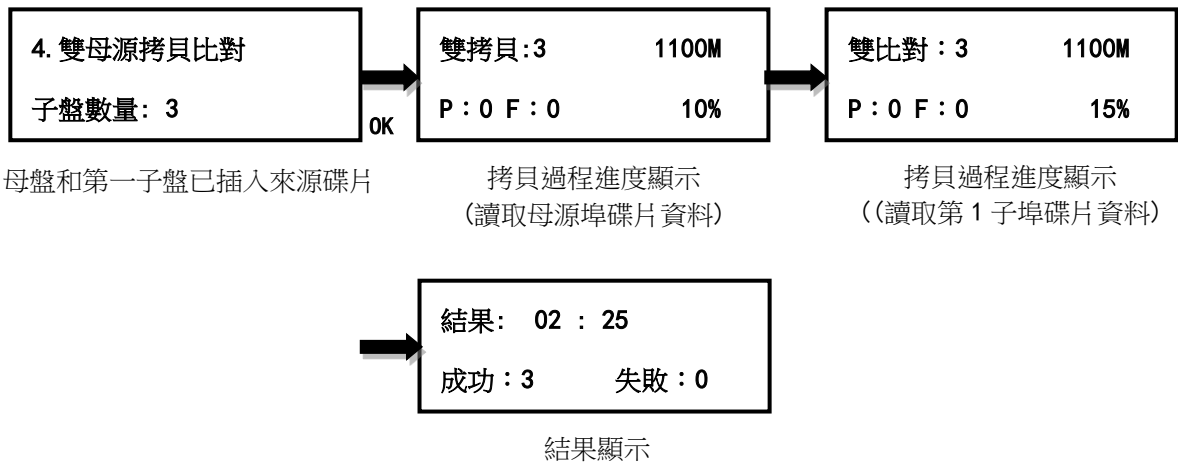 4.雙母源拷貝比對
子盤數量: 3
OK
母盤和第一子盤已插入來源碟片
雙拷貝:3 1100M
P：0 F：0 10%
拷貝過程進度顯示
(讀取母源埠碟片資料)
雙比對：3 1100M
P：0 F：0 15%
拷貝過程進度顯示
((讀取第 1 子埠碟片資料)
結果: 02 : 25
成功：3 失敗：0
結果顯示